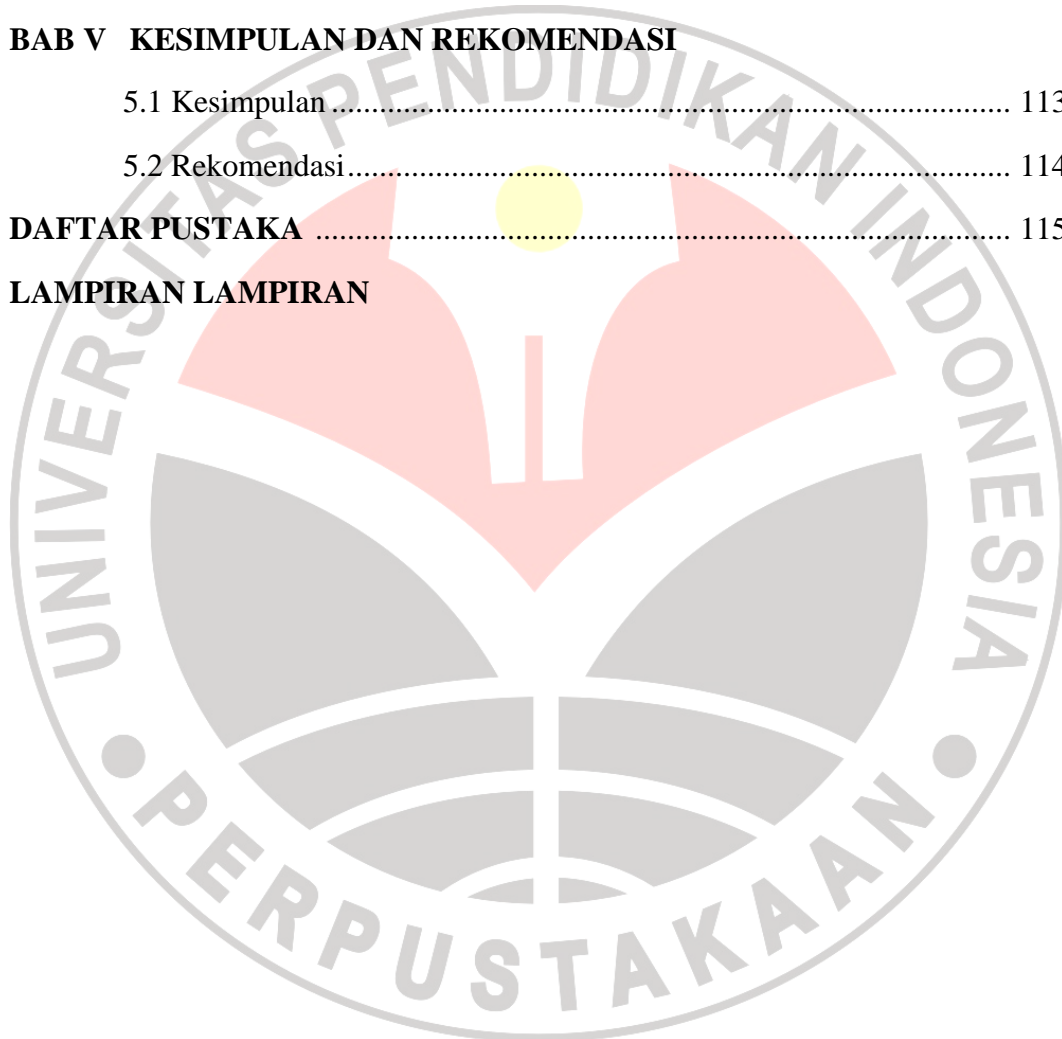 BAB V KESIMPULAN DAN REKOMENDASI
5.1 Kesimpulan ........................................................................................ 113
5.2 Rekomendasi ...................................................................................... 114
DAFTAR PUSTAKA .......................................................................................... 115
LAMPIRAN LAMPIRAN
UNIVERSITAS PENDIDIKAN INDONESIA
PERPUSTAKAAN